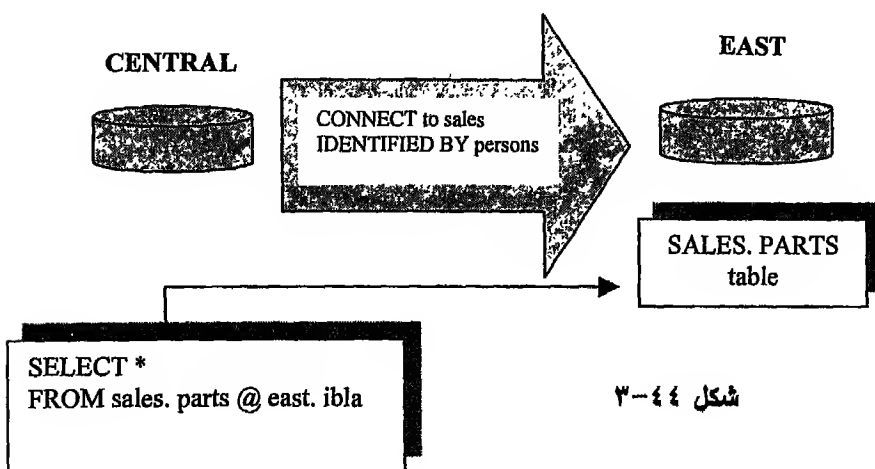 CENTRAL
EAST
CONNECT to sales
IDENTIFIED BY persons
SALES. PARTS
table
SELECT *
FROM sales. parts @ east. ibla
شكل ٤٤-٣